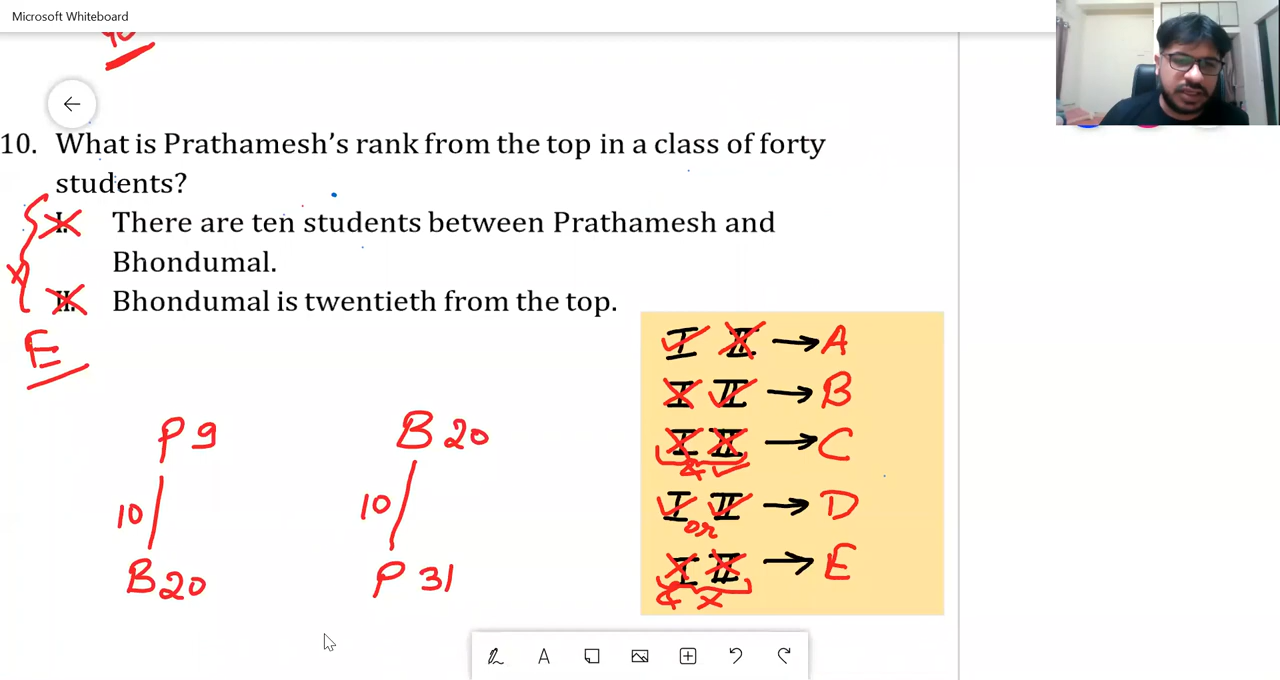 Microsoft Whiteboard
10. What is Prathamesh's rank from the top in a class of forty
students?
I. There are ten students between Prathamesh and
Bhondumal.
II. Bhondumal is twentieth from the top.
E
P 9
10
B 20
B 20
10
P 31
I II → A
I II → B
I II → C
&
I or II → D
I II → E
&
A